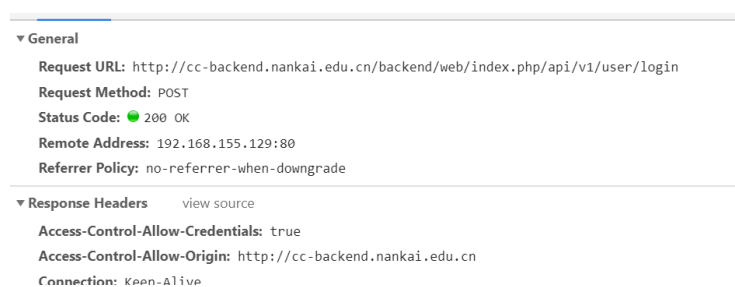 General
Request URL: http://cc-backend.nankai.edu.cn/backend/web/index.php/api/v1/user/login
Request Method: POST
Status Code: 200 OK
Remote Address: 192.168.155.129:80
Referrer Policy: no-referrer-when-downgrade
Response Headers view source
Access-Control-Allow-Credentials: true
Access-Control-Allow-Origin: http://cc-backend.nankai.edu.cn
Connection: Keep-Alive